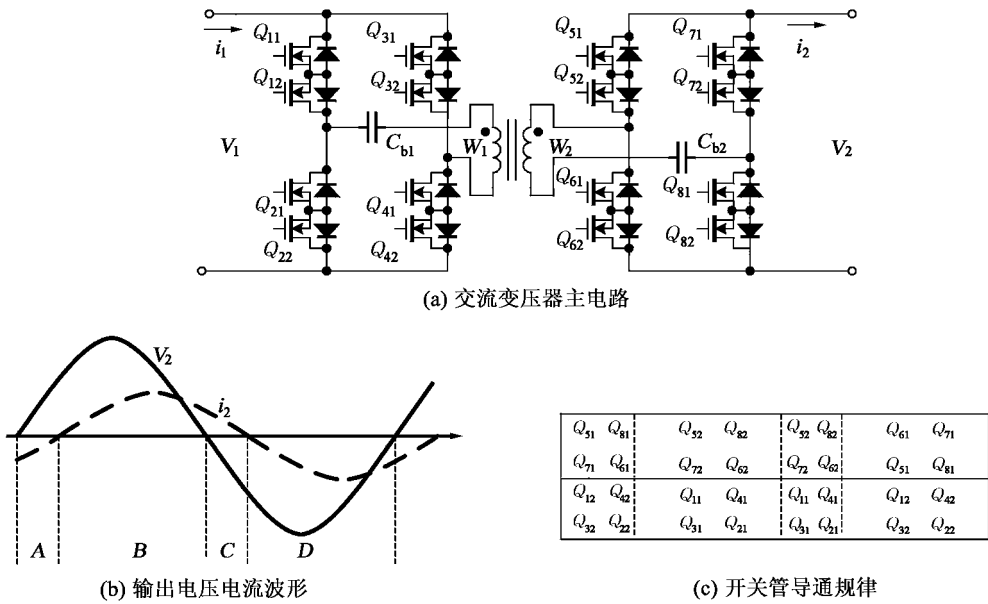 Q11 Q31 Q51 Q71
i1 i2
Q12 Q32 Q52 Q72
V1 Cb1 W1 W2 Cb2 V2
Q21 Q41 Q61 Q81
Q22 Q42 Q62 Q82
(a) 交流变压器主电路
V2
i2
A B C D
(b) 输出电压电流波形
Q51 Q81 Q52 Q82 Q52 Q82 Q61 Q71
Q71 Q61 Q72 Q62 Q72 Q62 Q51 Q81
Q12 Q42 Q11 Q41 Q11 Q41 Q12 Q42
Q32 Q22 Q31 Q21 Q31 Q21 Q32 Q22
(c) 开关管导通规律